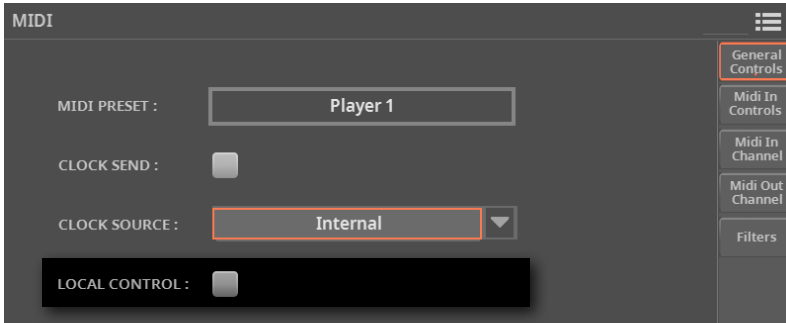 MIDI
General
Controls
MIDI PRESET :
Player 1
Midi In
Controls
CLOCK SEND :
Midi In
Channel
Midi Out
Channel
CLOCK SOURCE :
Internal
Filters
LOCAL CONTROL :